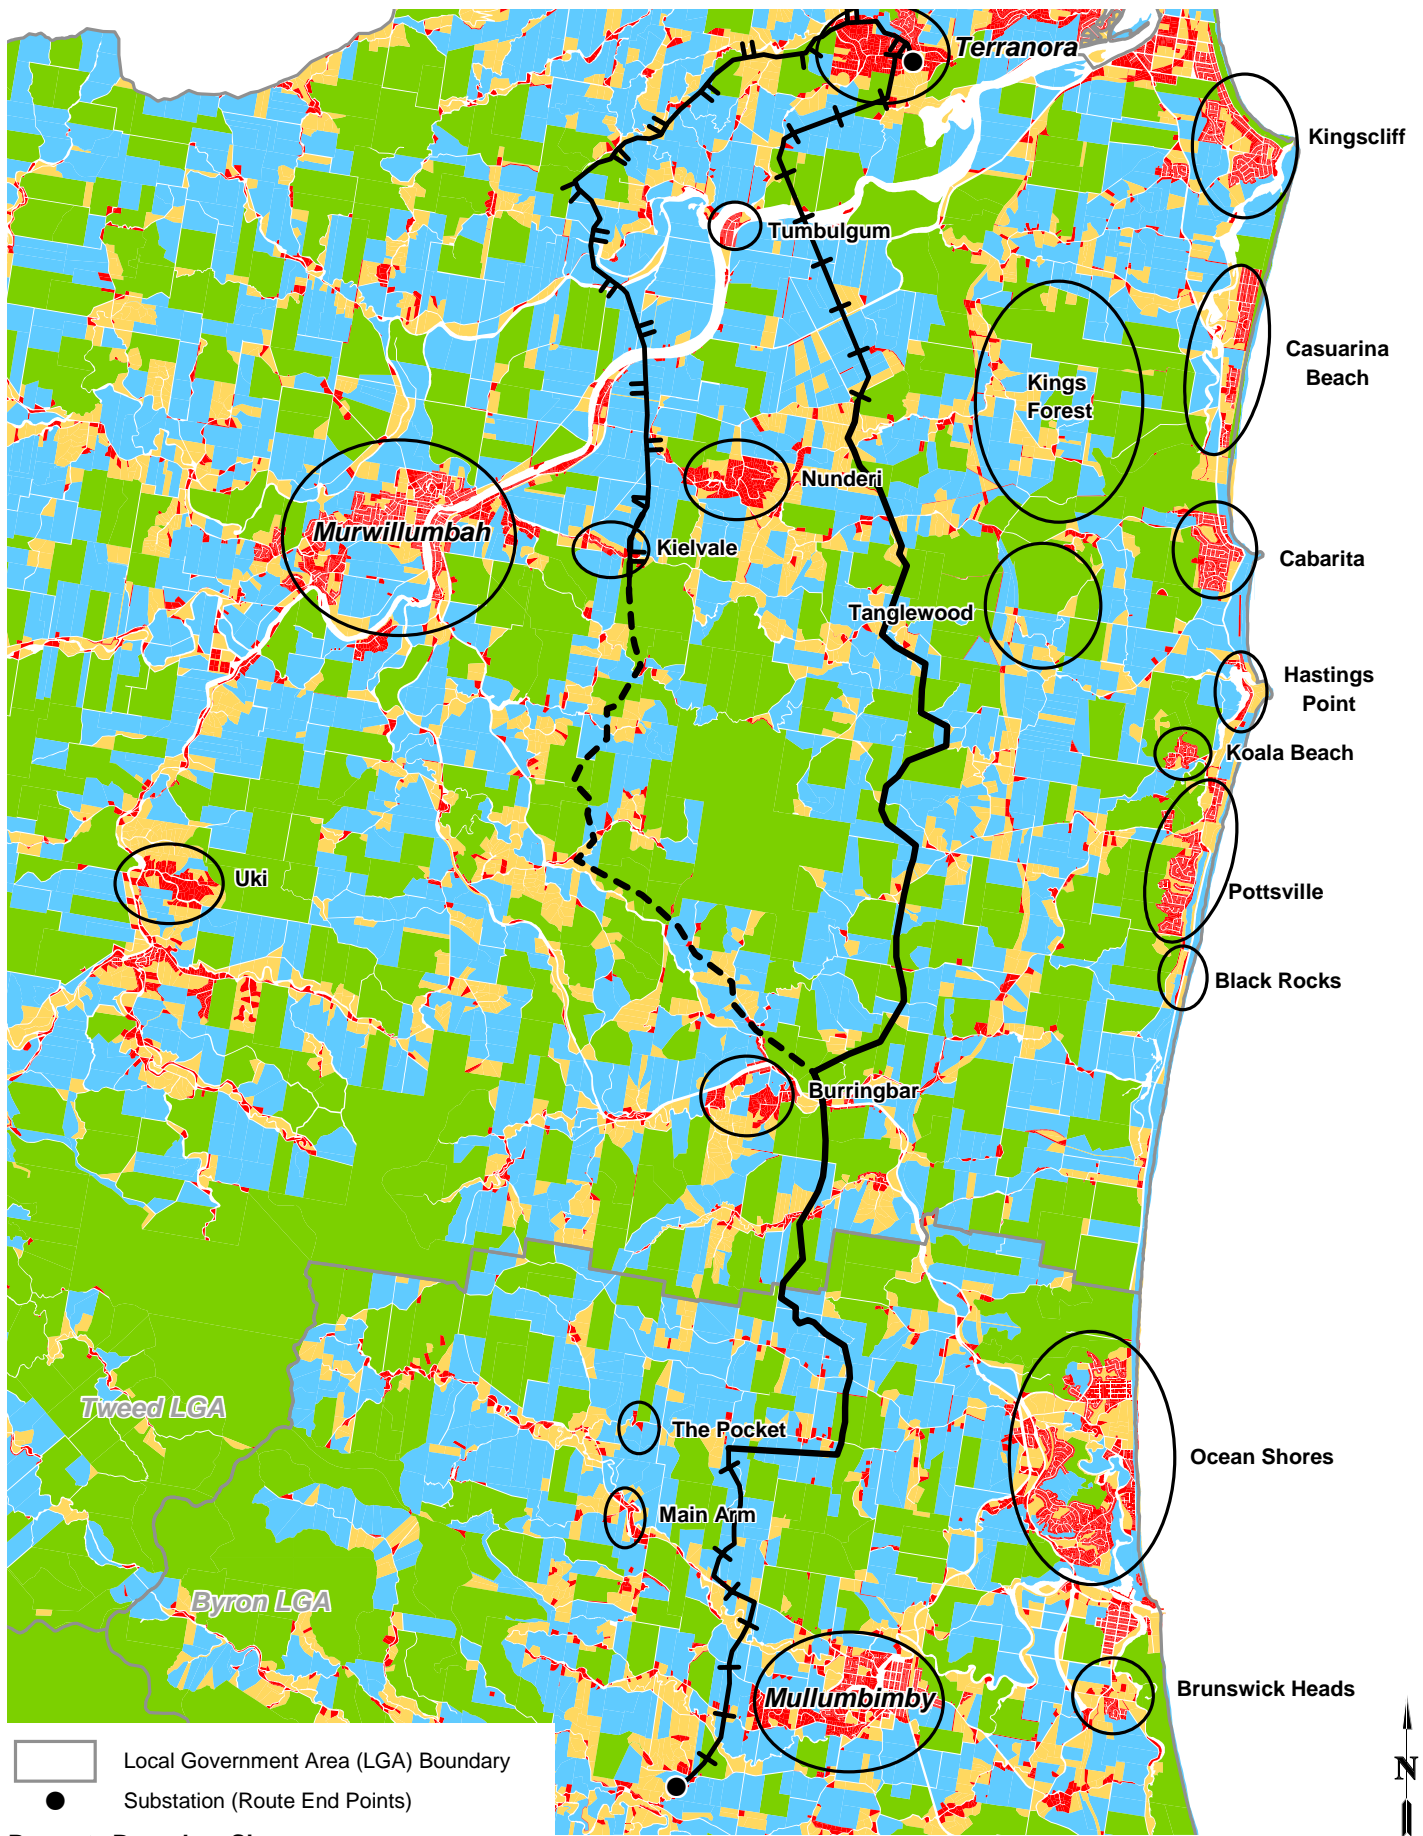 Terranora
Kingscliff
Tumbulgum
Casuarina
Beach
Kings
Forest
Nunderi
Murwillumbah
Kielvale
Cabarita
Tanglewood
Hastings
Point
Koala Beach
Uki
Pottsville
Black Rocks
Burringbar
Tweed LGA
The Pocket
Ocean Shores
Main Arm
Byron LGA
Brunswick Heads
Mullumbimby
N
Local Government Area (LGA) Boundary
Substation (Route End Points)